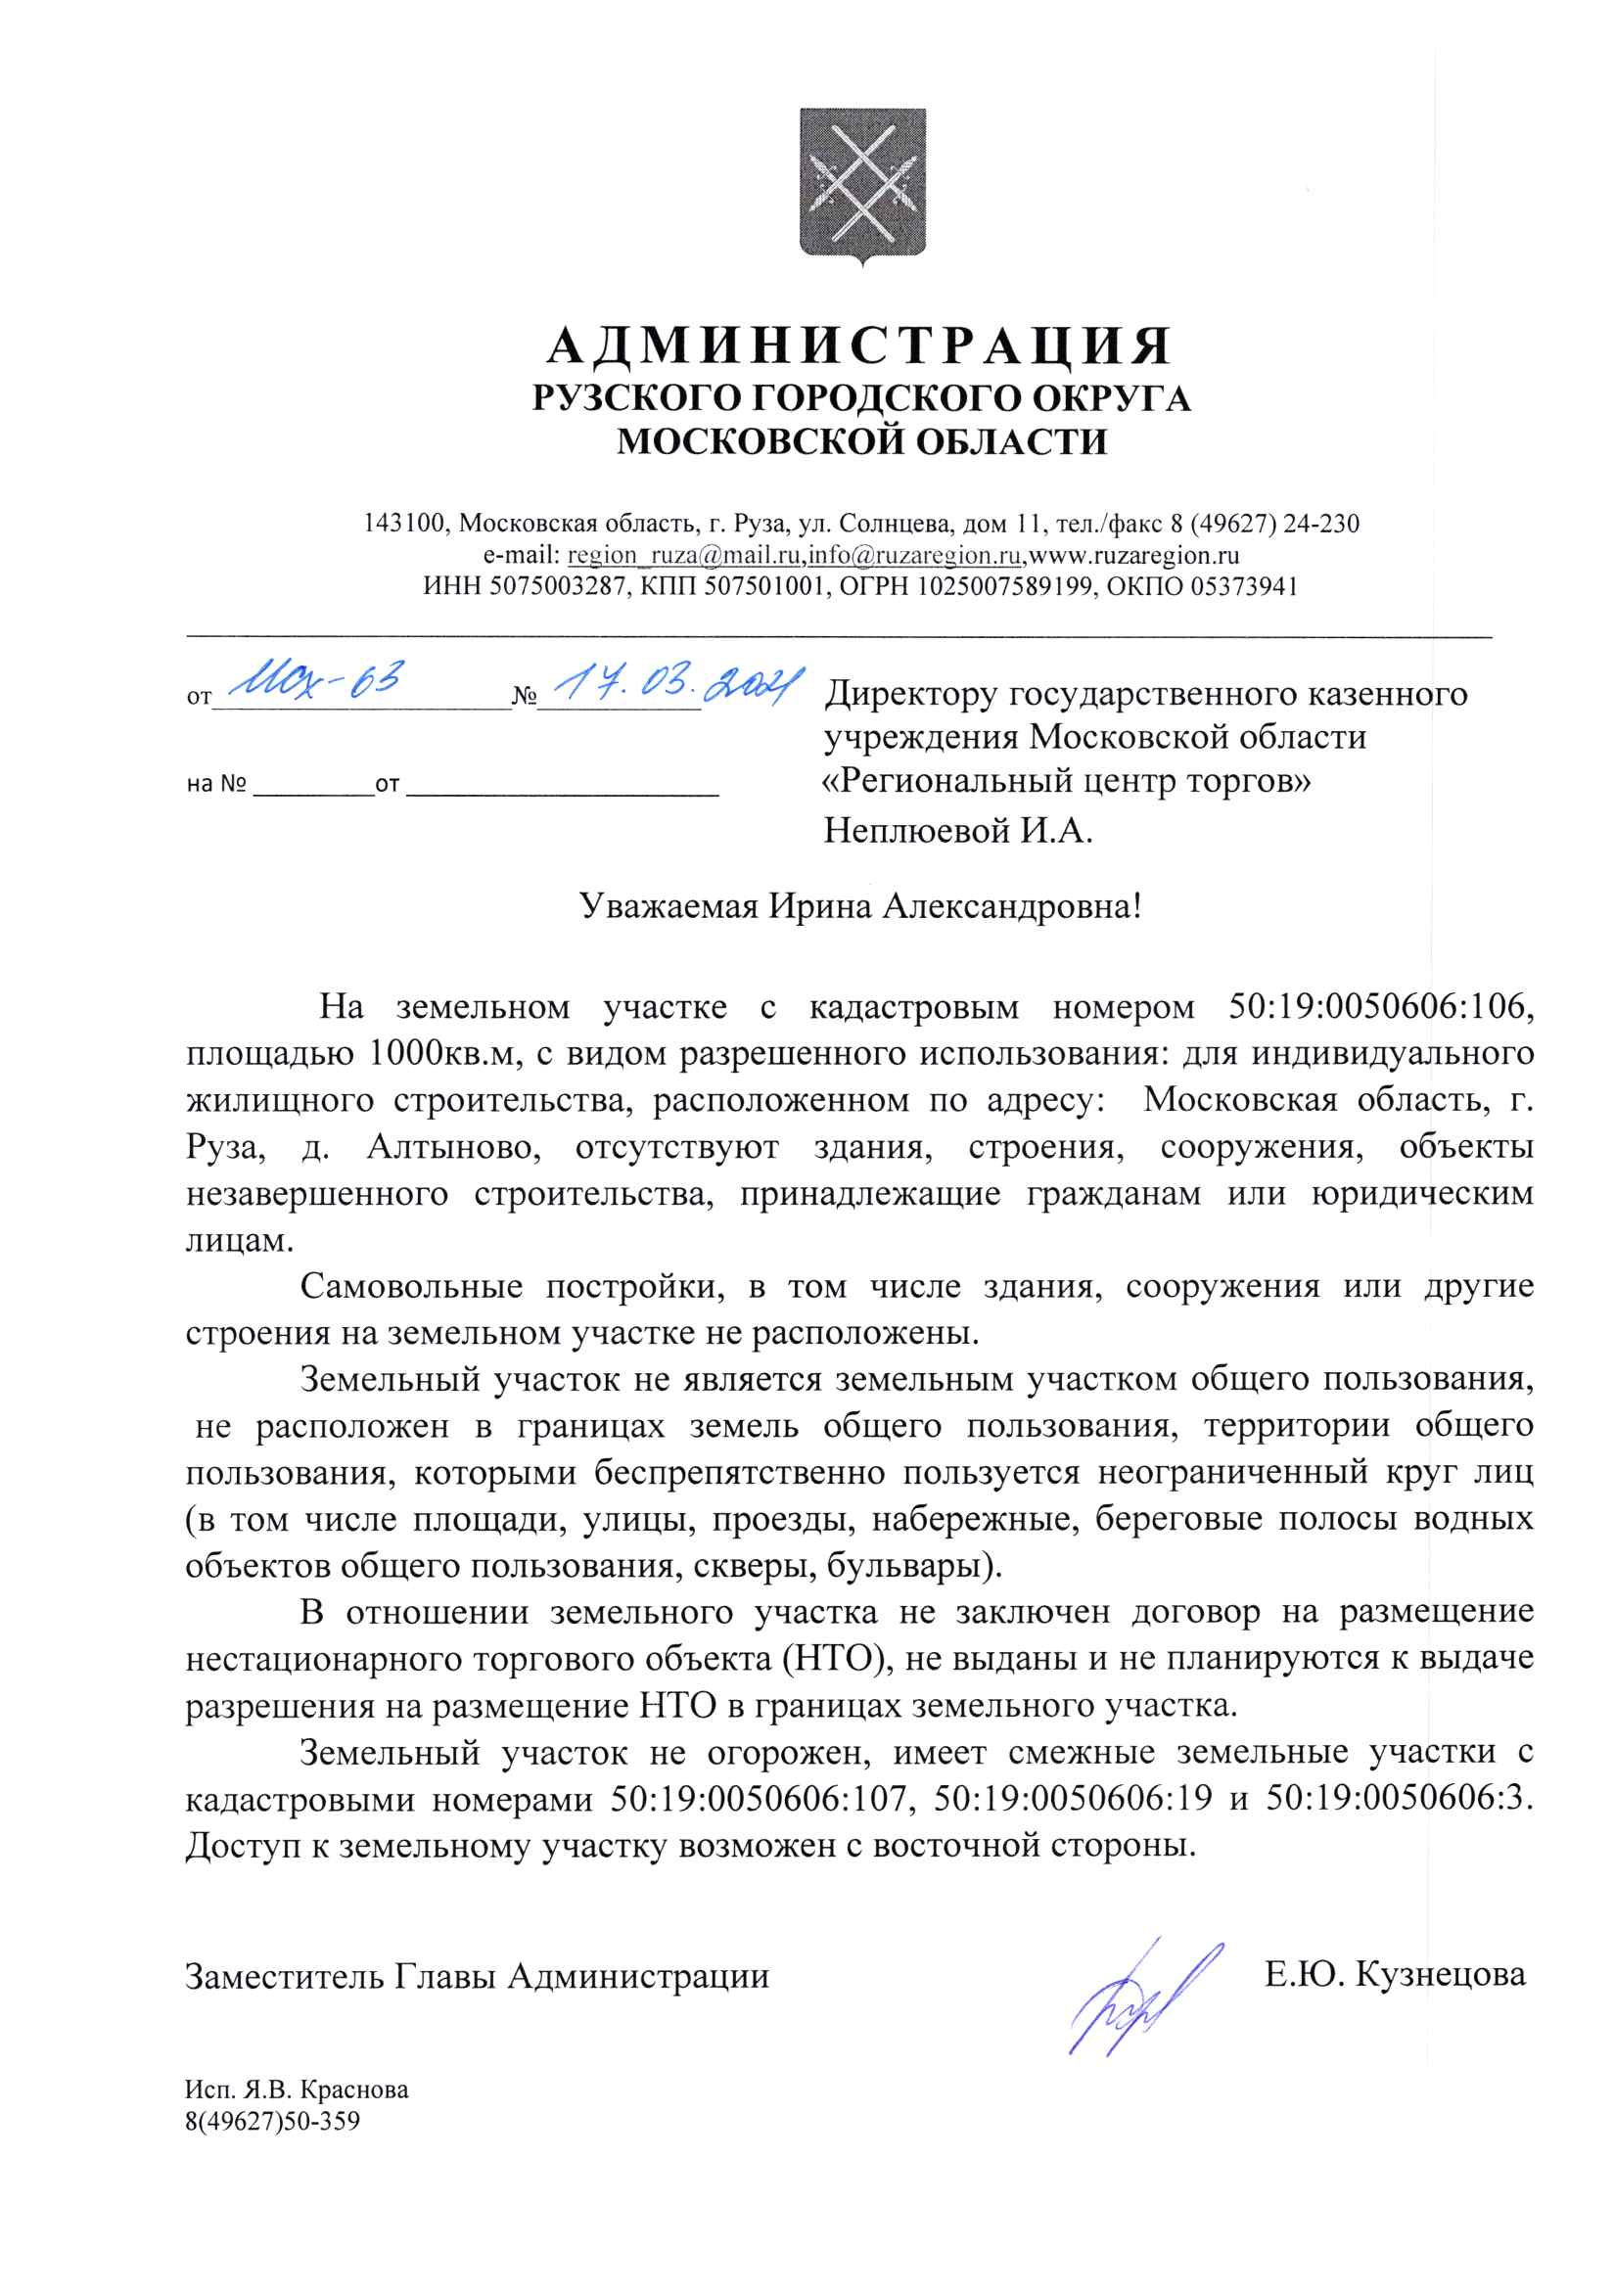 АДМИНИСТРАЦИЯ
РУЗСКОГО ГОРОДСКОГО ОКРУГА
МОСКОВСКОЙ ОБЛАСТИ
143100, Московская область, г. Руза, ул. Солнцева, дом 11, тел./факс 8 (49627) 24-230
e-mail: region_ruza@mail.ru,info@ruzaregion.ru,www.ruzaregion.ru
ИНН 5075003287, КПП 507501001, ОГРН 1025007589199, ОКПО 05373941
от Исх-63 № 17.03.2021
на № от
Директору государственного казенного
учреждения Московской области
«Региональный центр торгов»
Неплюевой И.А.
Уважаемая Ирина Александровна!
На земельном участке с кадастровым номером 50:19:0050606:106,
площадью 1000кв.м, с видом разрешенного использования: для индивидуального
жилищного строительства, расположенном по адресу: Московская область, г.
Руза, д. Алтыново, отсутствуют здания, строения, сооружения, объекты
незавершенного строительства, принадлежащие гражданам или юридическим
лицам.
Самовольные постройки, в том числе здания, сооружения или другие
строения на земельном участке не расположены.
Земельный участок не является земельным участком общего пользования,
не расположен в границах земель общего пользования, территории общего
пользования, которыми беспрепятственно пользуется неограниченный круг лиц
(в том числе площади, улицы, проезды, набережные, береговые полосы водных
объектов общего пользования, скверы, бульвары).
В отношении земельного участка не заключен договор на размещение
нестационарного торгового объекта (НТО), не выданы и не планируются к выдаче
разрешения на размещение НТО в границах земельного участка.
Земельный участок не огорожен, имеет смежные земельные участки с
кадастровыми номерами 50:19:0050606:107, 50:19:0050606:19 и 50:19:0050606:3.
Доступ к земельному участку возможен с восточной стороны.
Заместитель Главы Администрации Е.Ю. Кузнецова
Исп. Я.В. Краснова
8(49627)50-359